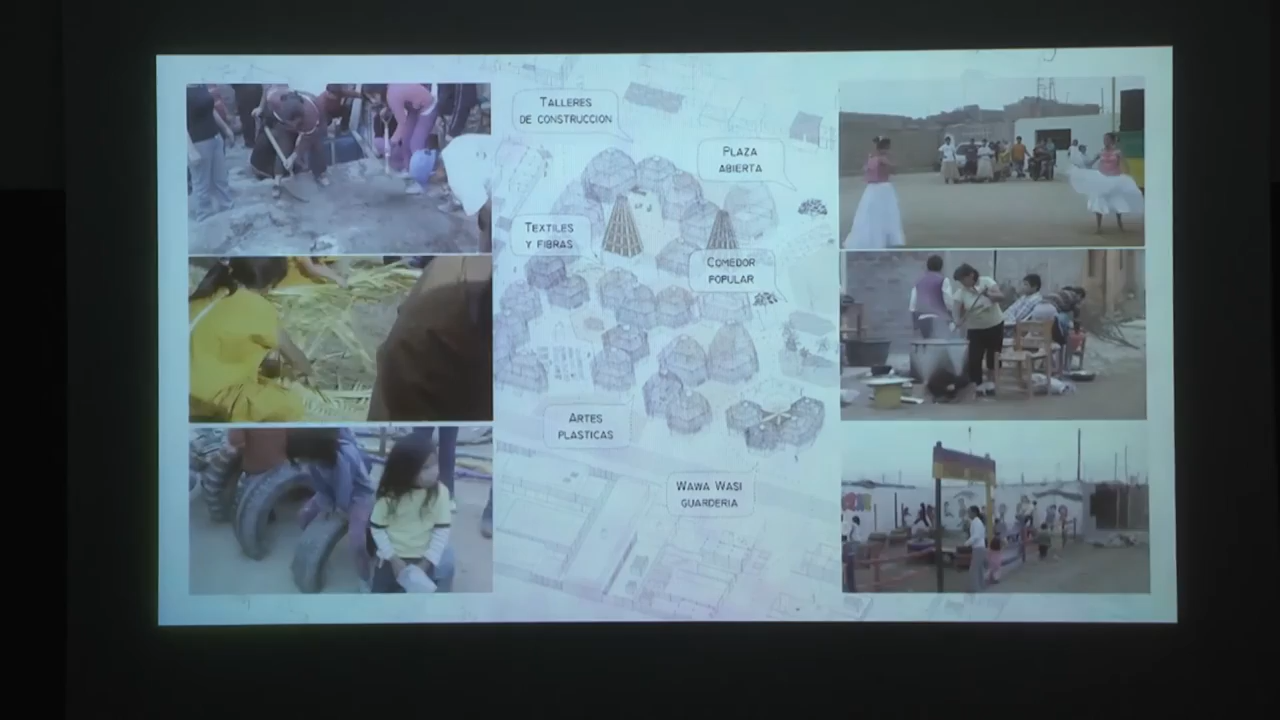 TALLERES
DE CONSTRUCCION
PLAZA
ABIERTA
TEXTILES
Y FIBRAS
COMEDOR
POPULAR
ARTES
PLASTICAS
WAWA WASI
GUARDERIA